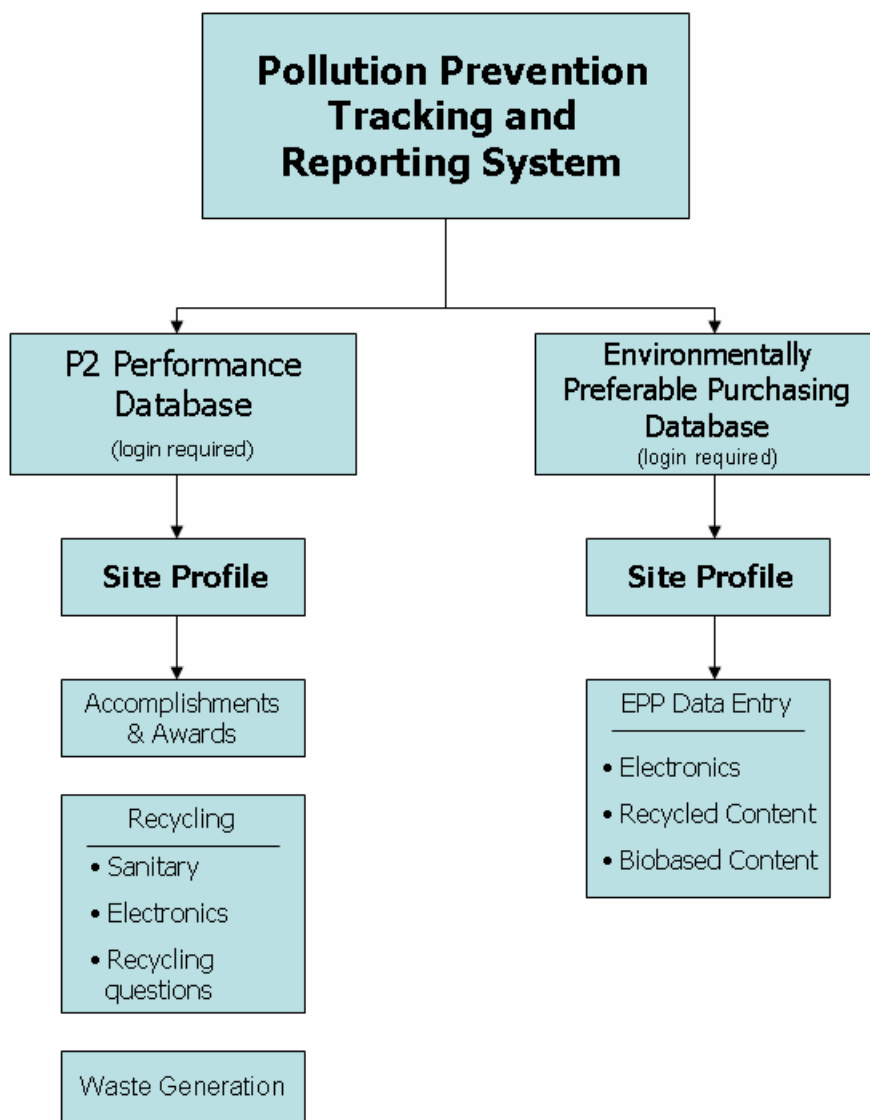 Pollution Prevention
Tracking and
Reporting System
P2 Performance
Database
(login required)
Site Profile
Accomplishments
& Awards
Recycling
• Sanitary
• Electronics
• Recycling
questions
Waste Generation
Environmentally
Preferable Purchasing
Database
(login required)
Site Profile
EPP Data Entry
• Electronics
• Recycled Content
• Biobased Content